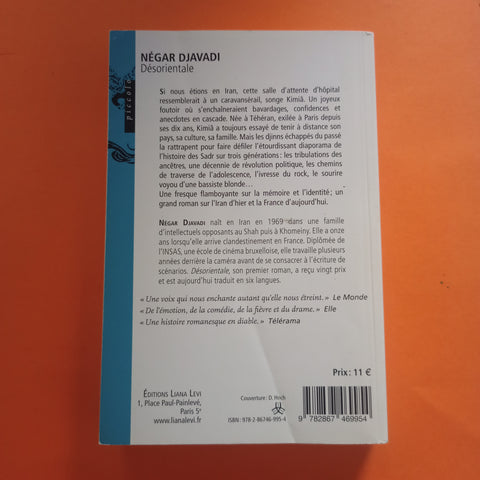 piccolo
NÉGAR DJAVADI
Désorientale
Si nous étions en Iran, cette salle d'attente d'hôpital
ressemblerait à un caravansérail, songe Kimiâ. Un joyeux
foutoir où s'enchaîneraient bavardages, confidences et
anecdotes en cascade. Née à Téhéran, exilée à Paris depuis
ses dix ans, Kimiâ a toujours essayé de tenir à distance son
pays, sa culture, sa famille. Mais les djinns échappés du passé
la rattrapent pour faire défiler l'étourdissant diaporama de
l'histoire des Sadr sur trois générations : les tribulations des
ancêtres, une décennie de révolution politique, les chemins
de traverse de l'adolescence, l'ivresse du rock, le sourire
voyou d'une bassiste blonde...
Une fresque flamboyante sur la mémoire et l'identité ; un
grand roman sur l'Iran d'hier et la France d'aujourd'hui.
NÉGAR DJAVADI naît en Iran en 1969 dans une famille
d'intellectuels opposants au Shah puis à Khomeiny. Elle a onze
ans lorsqu'elle arrive clandestinement en France. Diplômée de
l'INSAS, une école de cinéma bruxelloise, elle travaille plusieurs
années derrière la caméra avant de se consacrer à l'écriture de
scénarios. Désorientale, son premier roman, a reçu vingt prix
et est aujourd'hui traduit en six langues.
« Une voix qui nous enchante autant qu'elle nous étreint. » Le Monde
« De l'émotion, de la comédie, de la fièvre et du drame. » Elle
« Une histoire romanesque en diable. » Télérama
Prix : 11 €
ÉDITIONS LIANA LEVI
1, Place Paul-Painlevé,
Paris 5e
www.lianalevi.fr
Couverture : D. Hoch
ISBN : 978-2-86746-995-4
9 782867 469954